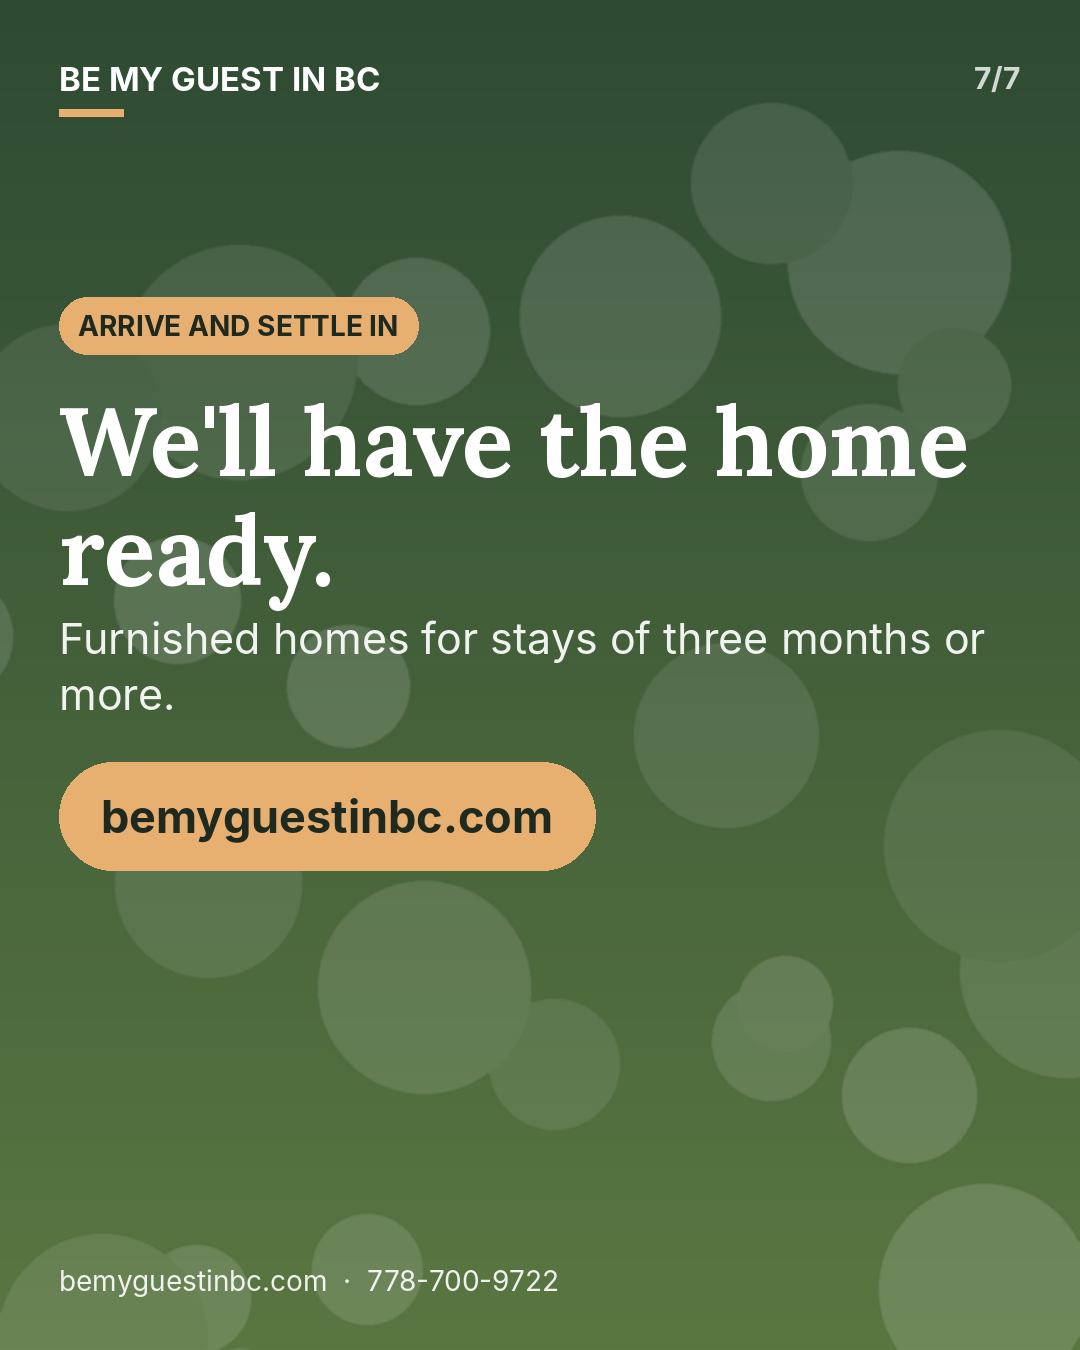 BE MY GUEST IN BC
7/7
ARRIVE AND SETTLE IN
We'll have the home
ready.
Furnished homes for stays of three months or
more.
bemyguestinbc.com
bemyguestinbc.com · 778-700-9722